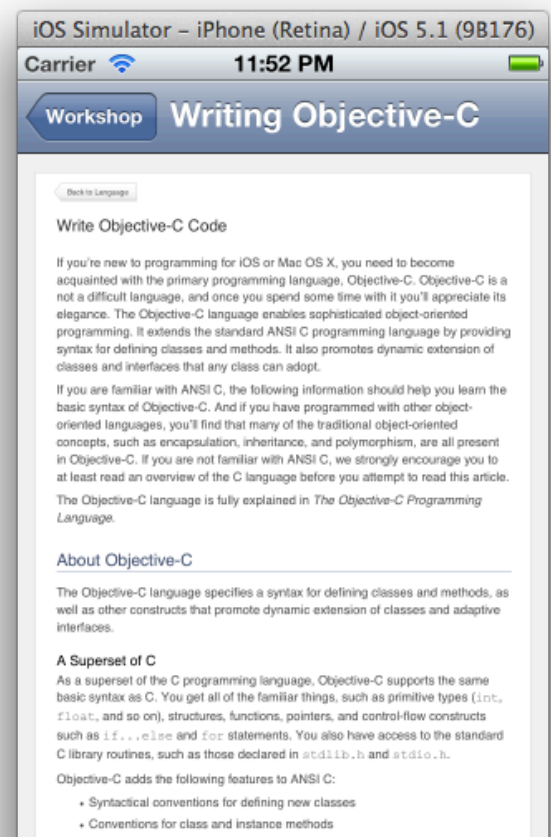 iOS Simulator – iPhone (Retina) / iOS 5.1 (9B176)
Carrier 11:52 PM
Workshop Writing Objective-C
Back to Language
Write Objective-C Code
If you're new to programming for iOS or Mac OS X, you need to become
acquainted with the primary programming language, Objective-C. Objective-C is a
not a difficult language, and once you spend some time with it you'll appreciate its
elegance. The Objective-C language enables sophisticated object-oriented
programming. It extends the standard ANSI C programming language by providing
syntax for defining classes and methods. It also promotes dynamic extension of
classes and interfaces that any class can adopt.
If you are familiar with ANSI C, the following information should help you learn the
basic syntax of Objective-C. And if you have programmed with other object-
oriented languages, you'll find that many of the traditional object-oriented
concepts, such as encapsulation, inheritance, and polymorphism, are all present
in Objective-C. If you are not familiar with ANSI C, we strongly encourage you to
at least read an overview of the C language before you attempt to read this article.
The Objective-C language is fully explained in The Objective-C Programming
Language.
About Objective-C
The Objective-C language specifies a syntax for defining classes and methods, as
well as other constructs that promote dynamic extension of classes and adaptive
interfaces.
A Superset of C
As a superset of the C programming language, Objective-C supports the same
basic syntax as C. You get all of the familiar things, such as primitive types (int,
float, and so on), structures, functions, pointers, and control-flow constructs
such as if...else and for statements. You also have access to the standard
C library routines, such as those declared in stdlib.h and stdio.h.
Objective-C adds the following features to ANSI C:
• Syntactical conventions for defining new classes
• Conventions for class and instance methods